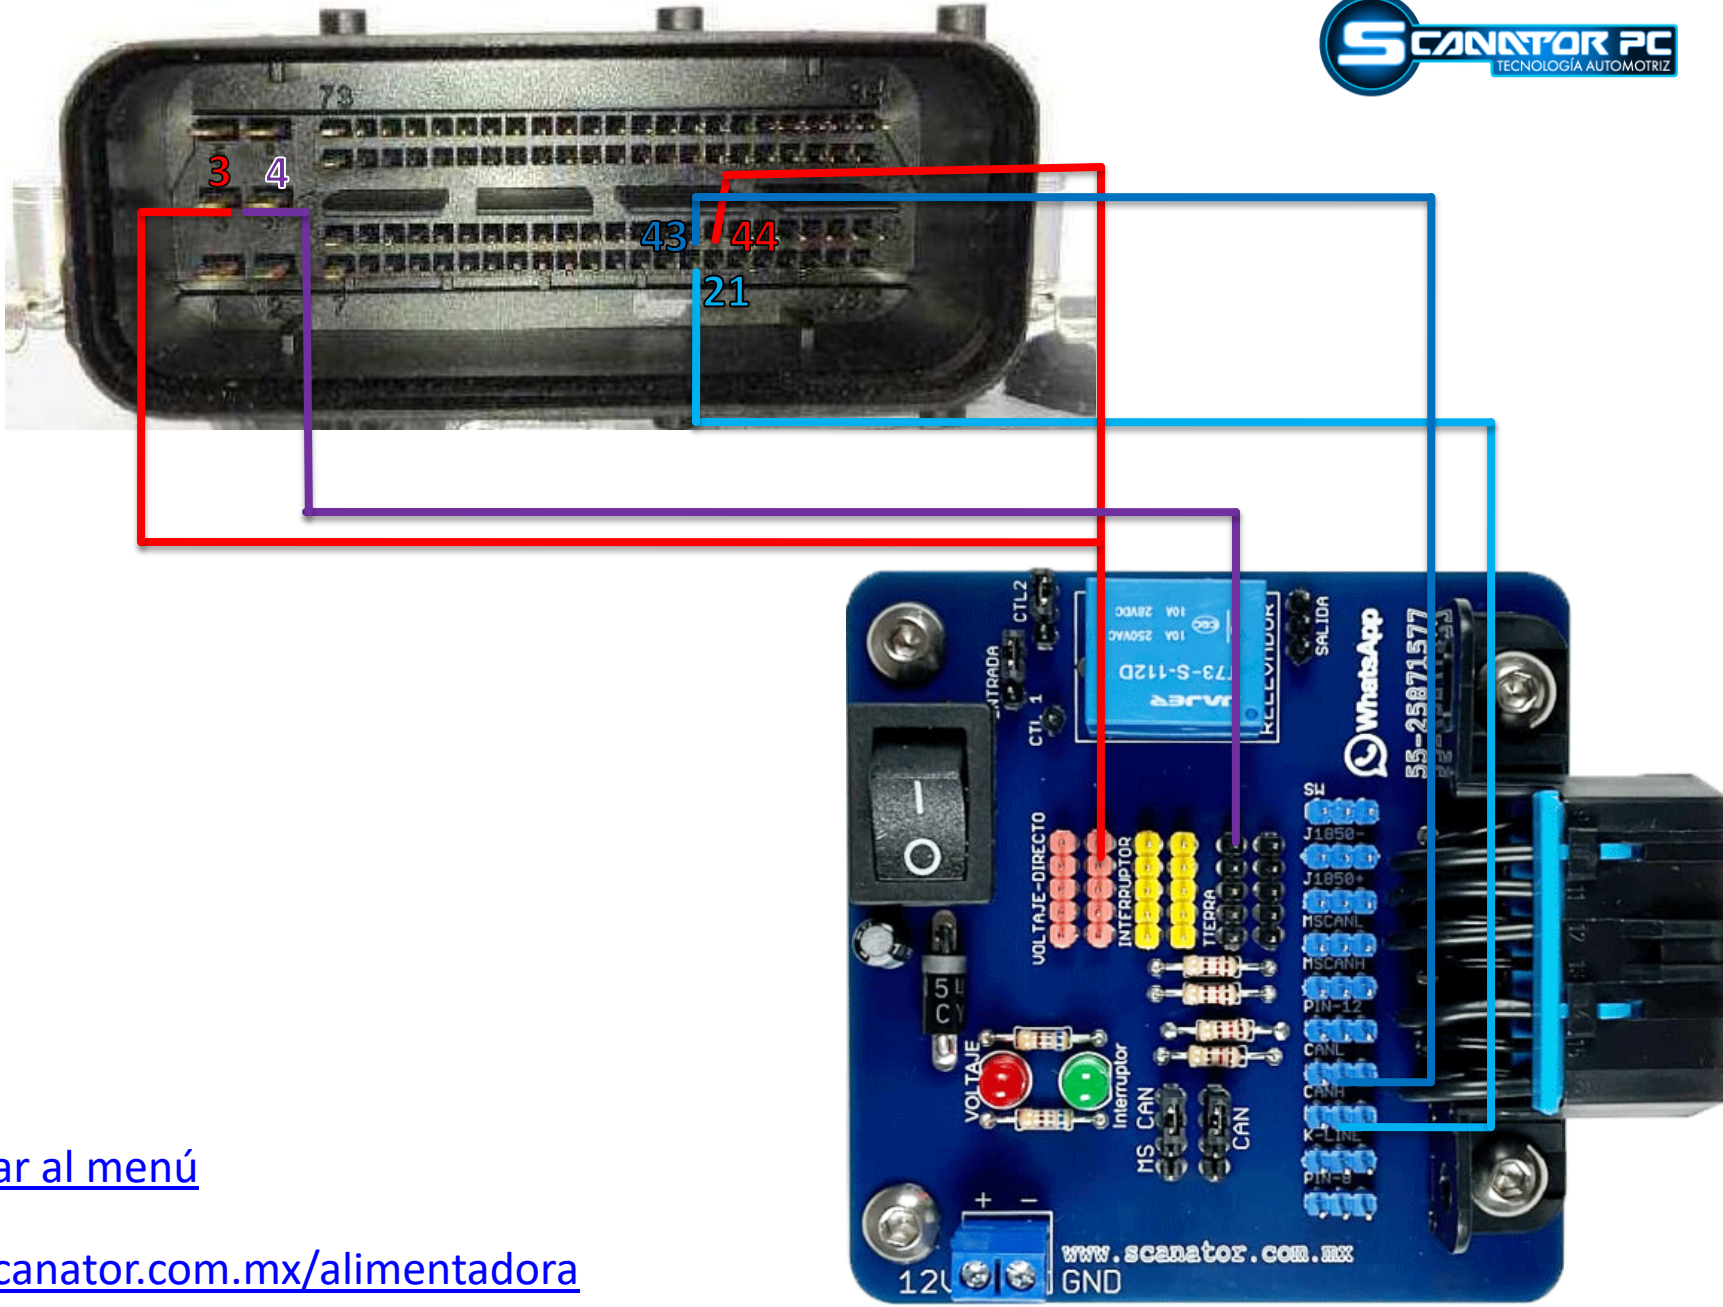 SCANATOR PC
TECNOLOGÍA AUTOMOTRIZ
73
3
4
43
44
21
2
CTL2
ENTRADA
CTL 1
10A 250VAC
10A 28VDC
T73-S-112D
RELEVADOR
SALIDA
WhatsApp
55-25871577
VOLTAJE-DIRECTO
INTERRUPTOR
TIERRA
SW
J1850-
J1850+
MSCANL
MSCANH
PIN-12
CANL
CANH
K-LINE
PIN-8
54
CY
VOLTAJE
Interruptor
MS CAN
CAN
+ -
12V
GND
www.scanator.com.mx
ar al menú
canator.com.mx/alimentadora